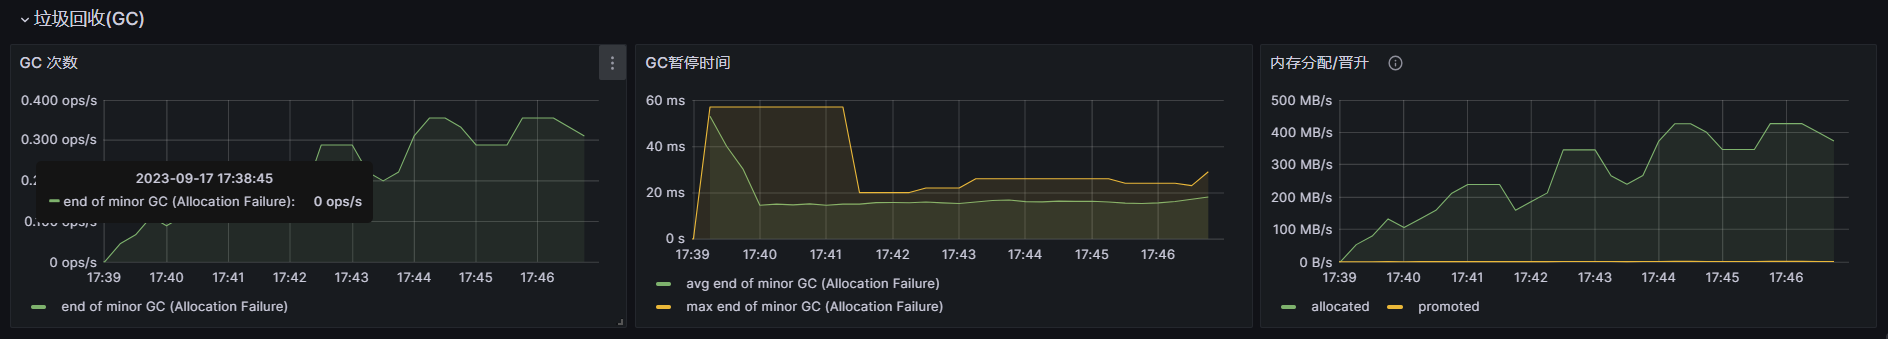 垃圾回收(GC)
GC 次数
0.400 ops/s
0.300 ops/s
0.2
0.100 ops/s
0 ops/s
17:39 17:40 17:41 17:42 17:43 17:44 17:45 17:46
2023-09-17 17:38:45
end of minor GC (Allocation Failure): 0 ops/s
end of minor GC (Allocation Failure)
GC暂停时间
60 ms
40 ms
20 ms
0 s
17:39 17:40 17:41 17:42 17:43 17:44 17:45 17:46
avg end of minor GC (Allocation Failure)
max end of minor GC (Allocation Failure)
内存分配/晋升
500 MB/s
400 MB/s
300 MB/s
200 MB/s
100 MB/s
0 B/s
17:39 17:40 17:41 17:42 17:43 17:44 17:45 17:46
allocated promoted